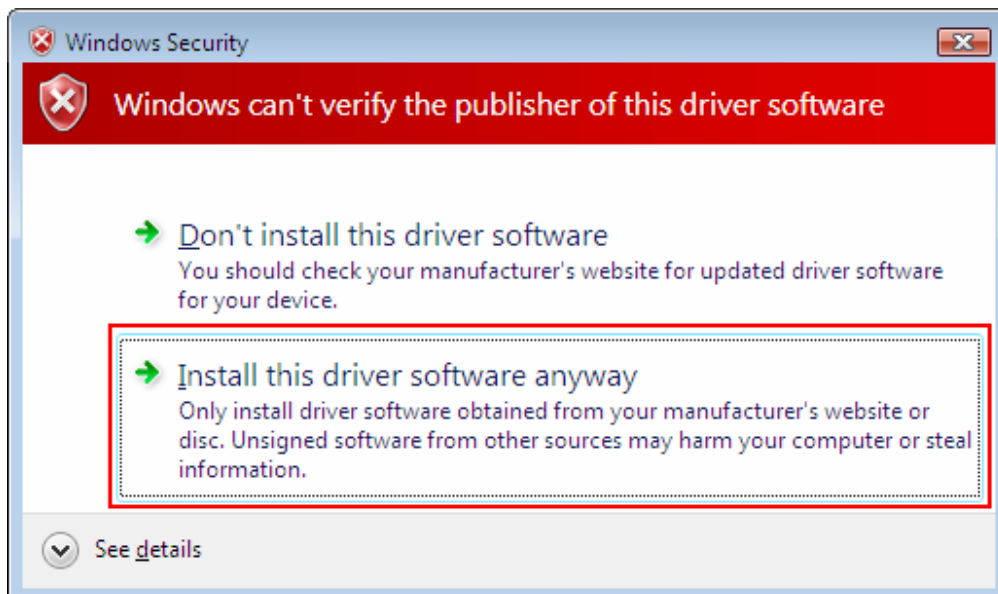 Windows Security
Windows can't verify the publisher of this driver software
Don't install this driver software
You should check your manufacturer's website for updated driver software
for your device.
Install this driver software anyway
Only install driver software obtained from your manufacturer's website or
disc. Unsigned software from other sources may harm your computer or steal
information.
See details